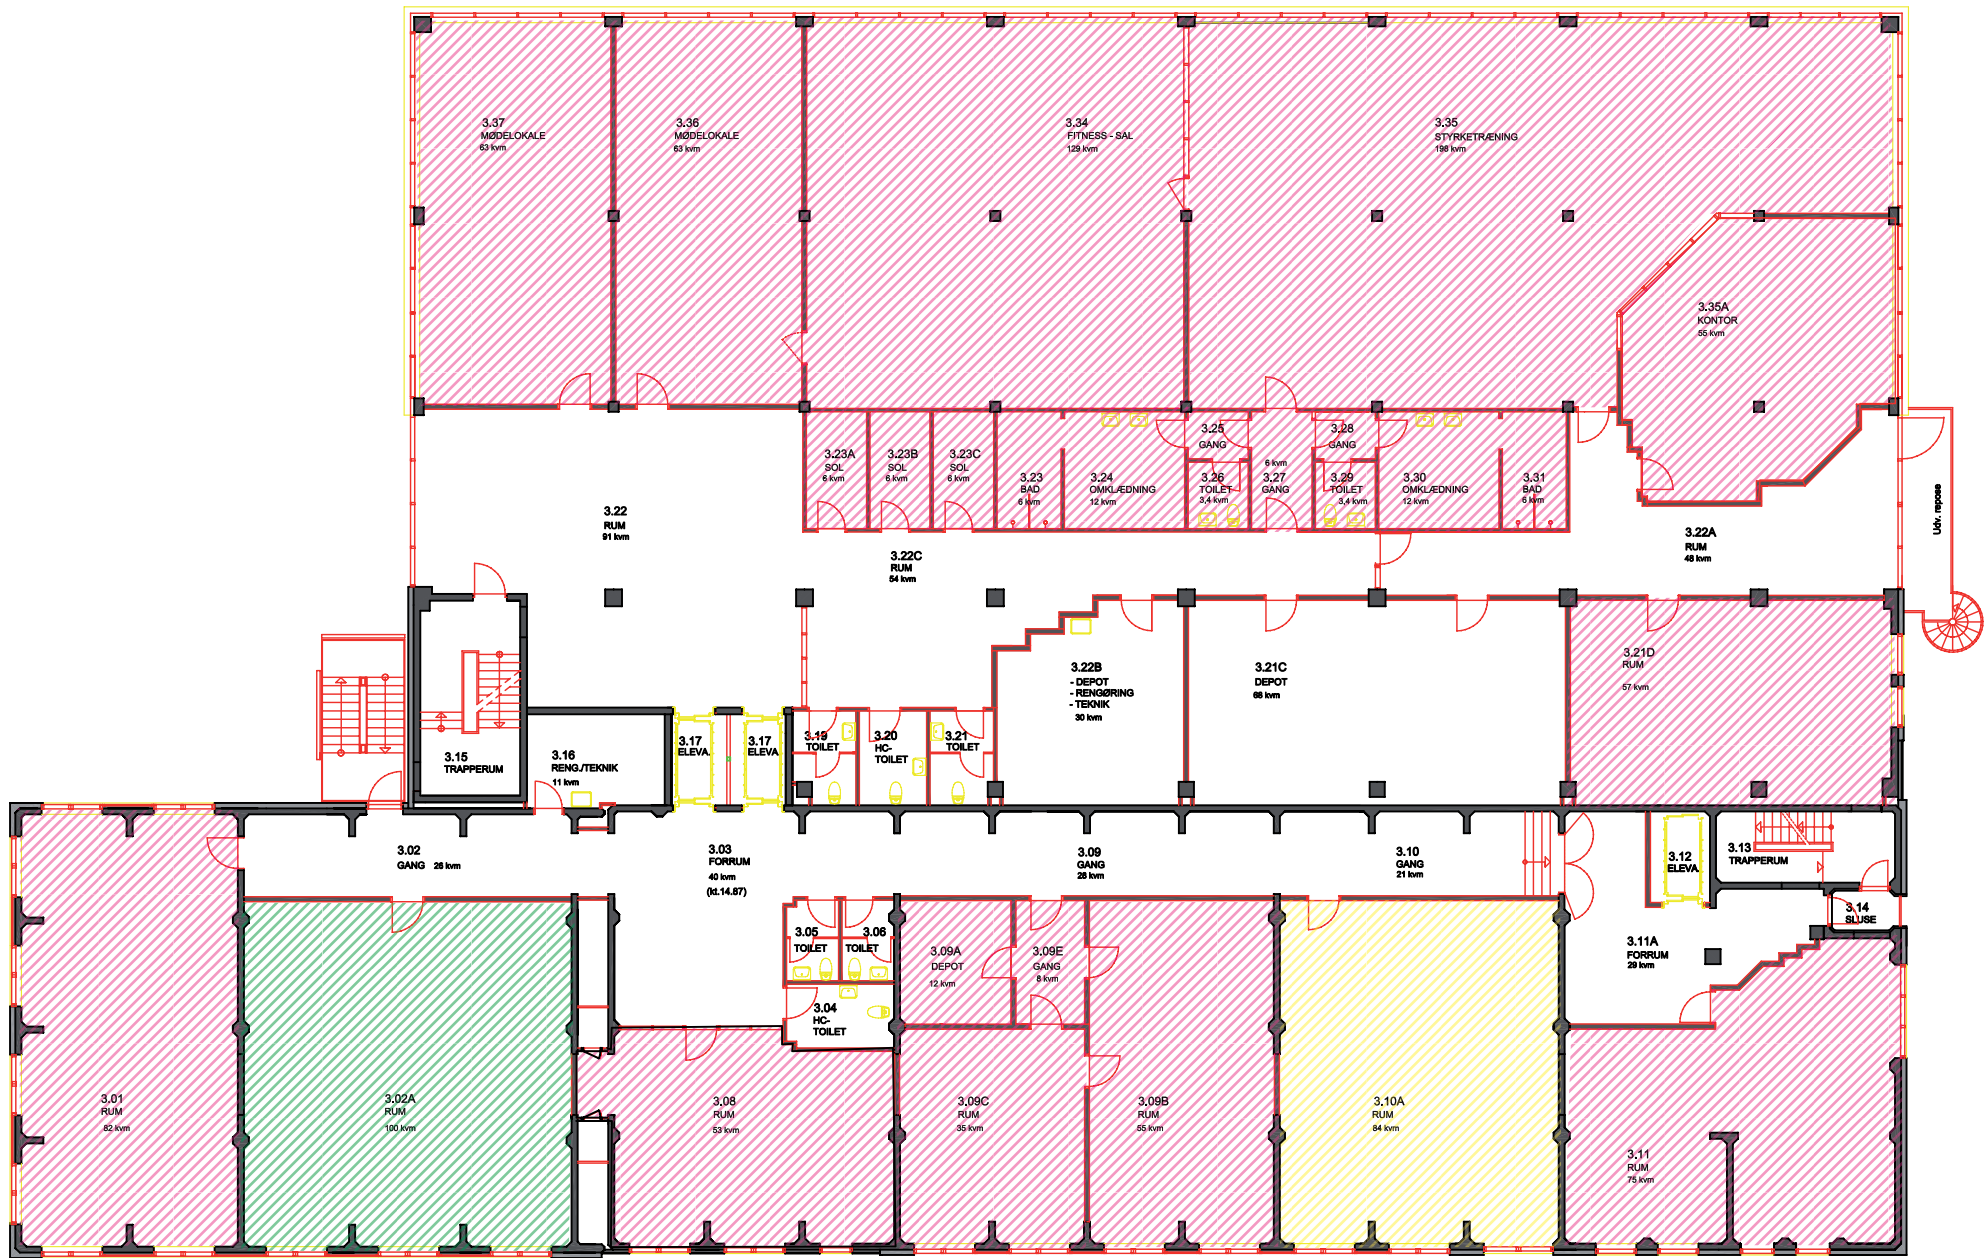 3.37
MØDELOKALE
63 kvm
3.36
MØDELOKALE
63 kvm
3.34
FITNESS - SAL
129 kvm
3.35
STYRKETRÆNING
198 kvm
3.35A
KONTOR
55 kvm
3.23A
SOL
6 kvm
3.23B
SOL
6 kvm
3.23C
SOL
6 kvm
3.23
BAD
6 kvm
3.24
OMKLÆDNING
12 kvm
3.25
GANG
3.26
TOILET
3,4 kvm
6 kvm
3.27
GANG
3.28
GANG
3.29
TOILET
3,4 kvm
3.30
OMKLÆDNING
12 kvm
3.31
BAD
6 kvm
3.22
RUM
91 kvm
3.22C
RUM
54 kvm
3.22A
RUM
48 kvm
Udv. repose
3.22B
- DEPOT
- RENGØRING
- TEKNIK
30 kvm
3.21C
DEPOT
68 kvm
3.21D
RUM
57 kvm
3.15
TRAPPERUM
3.16
RENG./TEKNIK
11 kvm
3.17
ELEVA.
3.17
ELEVA.
3.19
TOILET
3.20
HC-
TOILET
3.21
TOILET
3.02
GANG 26 kvm
3.03
FORRUM
40 kvm
(kt.14.87)
3.09
GANG
28 kvm
3.10
GANG
21 kvm
3.12
ELEVA.
3.13
TRAPPERUM
3.14
SLUSE
3.11A
FORRUM
29 kvm
3.05
TOILET
3.06
TOILET
3.04
HC-
TOILET
3.09A
DEPOT
12 kvm
3.09E
GANG
8 kvm
3.01
RUM
82 kvm
3.02A
RUM
100 kvm
3.08
RUM
53 kvm
3.09C
RUM
35 kvm
3.09B
RUM
55 kvm
3.10A
RUM
84 kvm
3.11
RUM
75 kvm